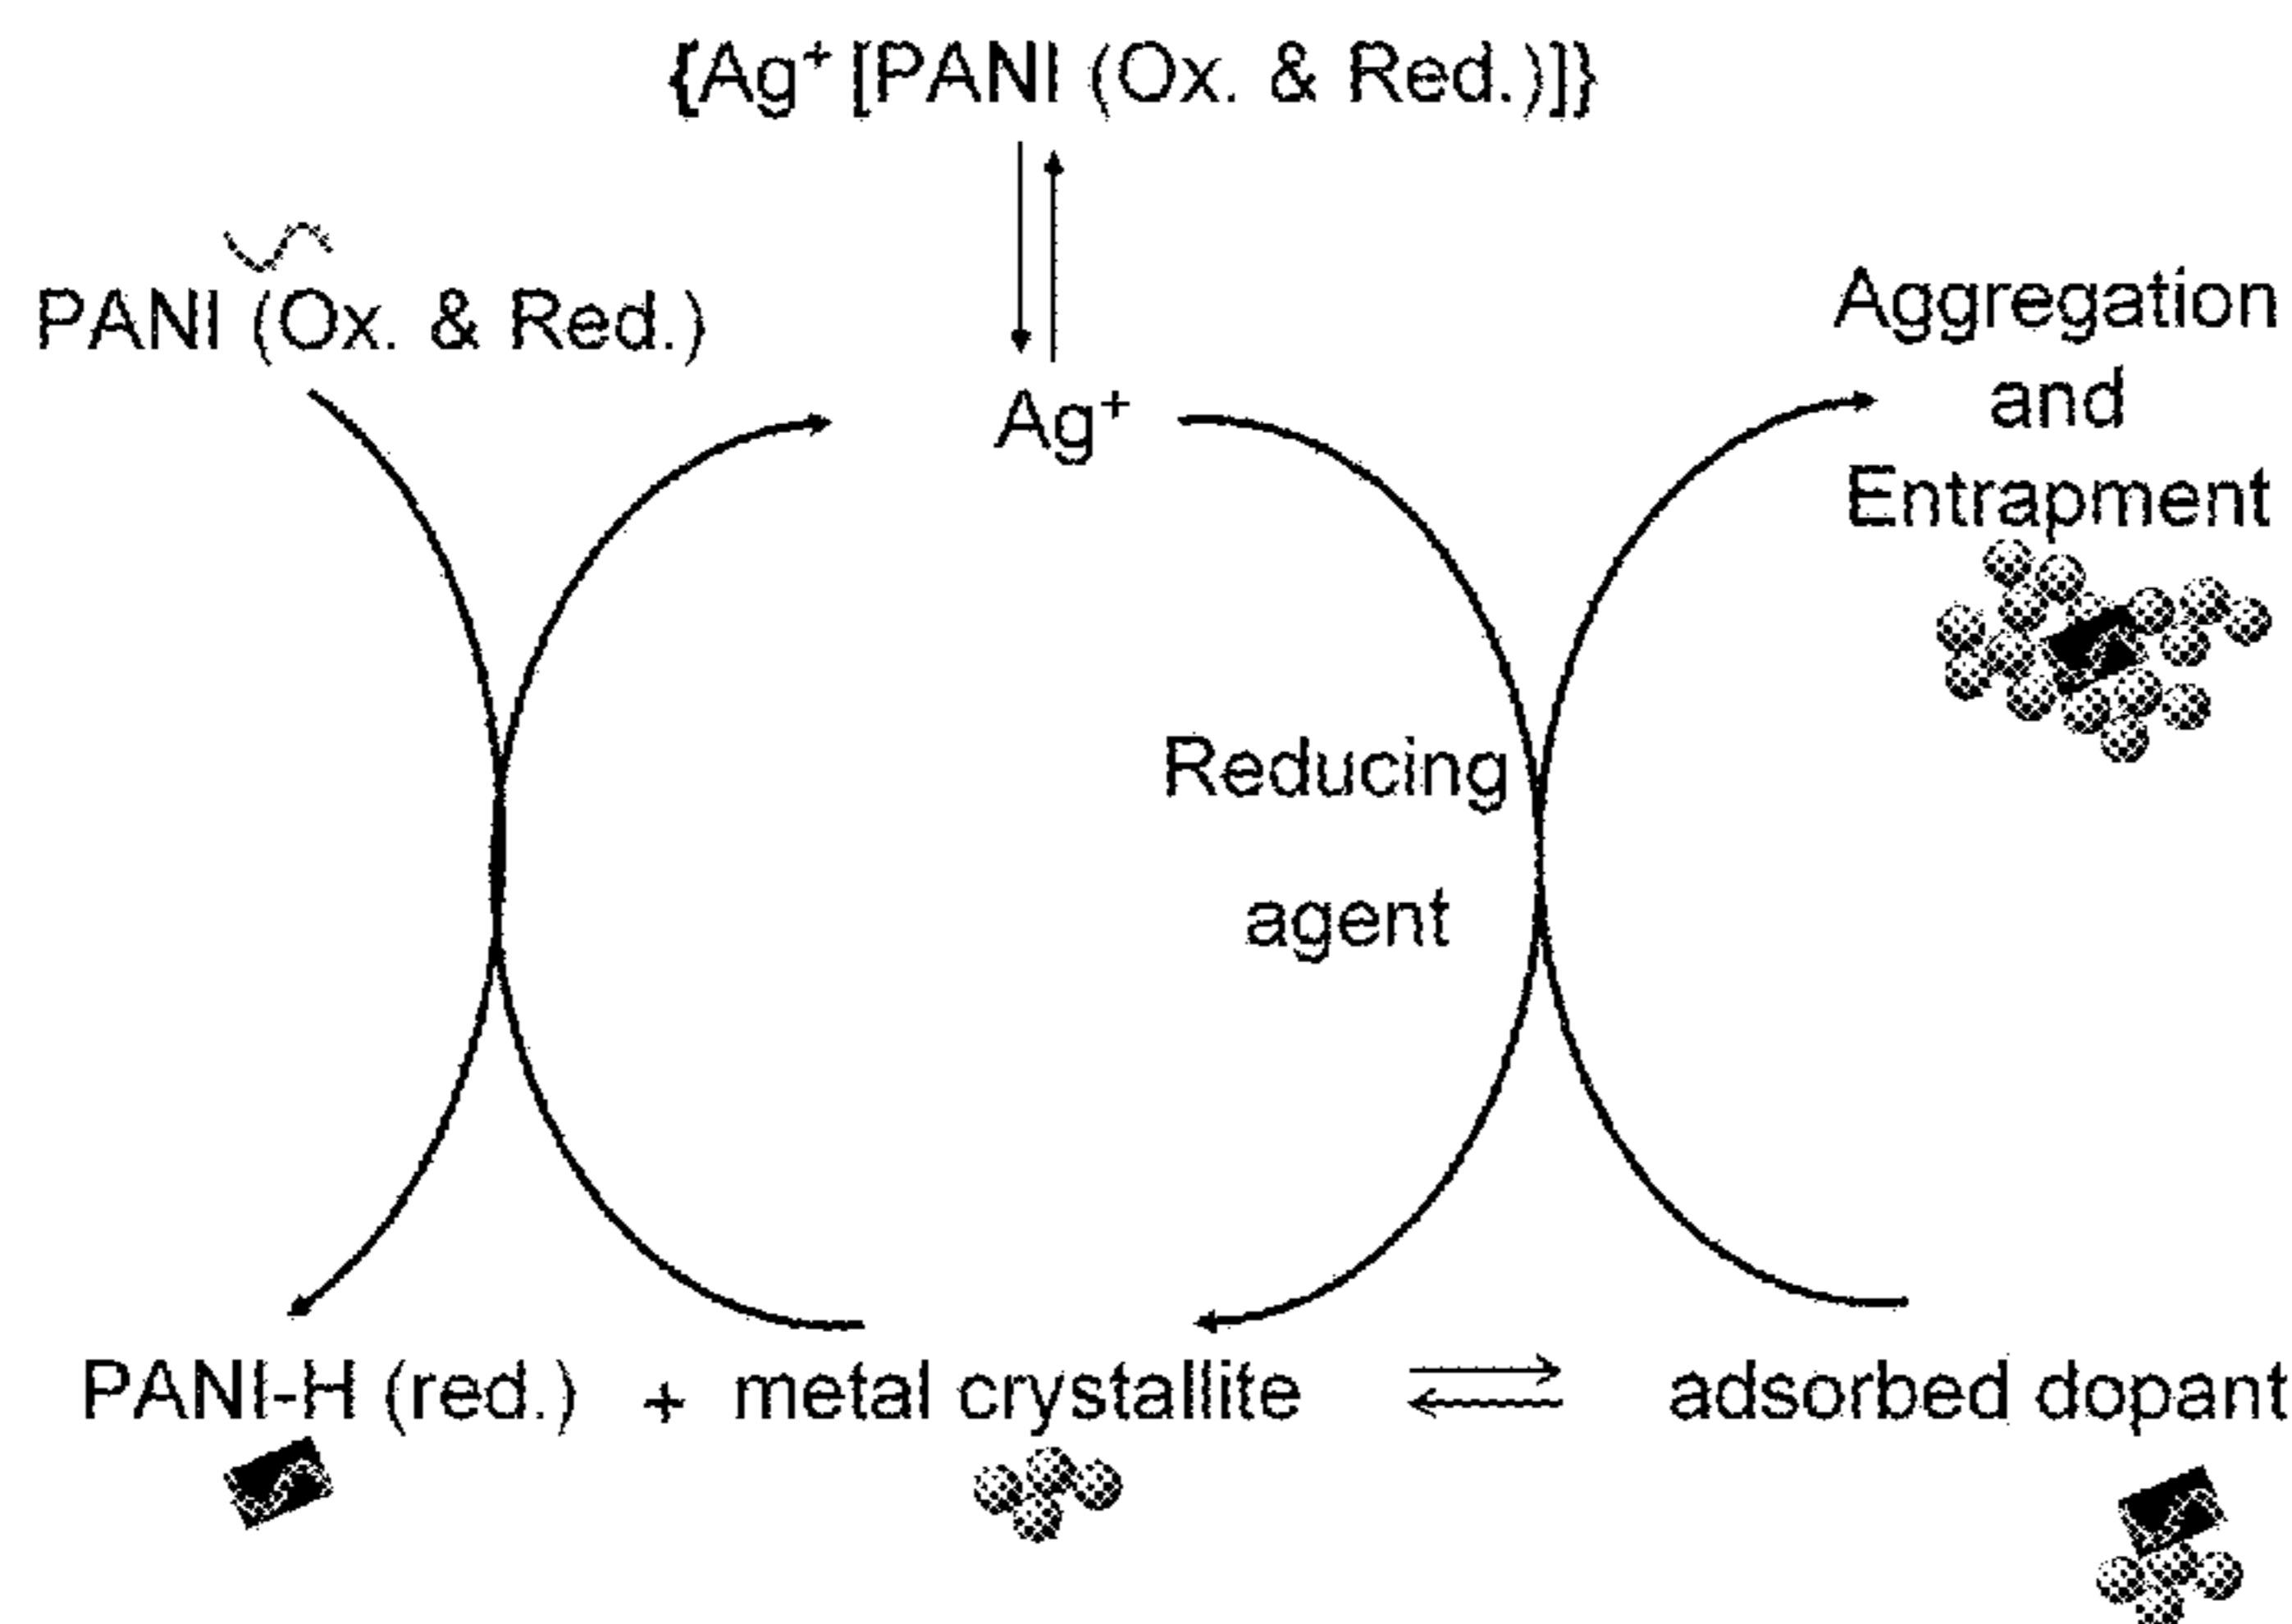 {Ag⁺ [PANI (Ox. & Red.)]}
PANI (Ox. & Red.)
Ag⁺
Aggregation
and
Entrapment
Reducing
agent
PANI-H (red.) + metal crystallite ⇌ adsorbed dopant